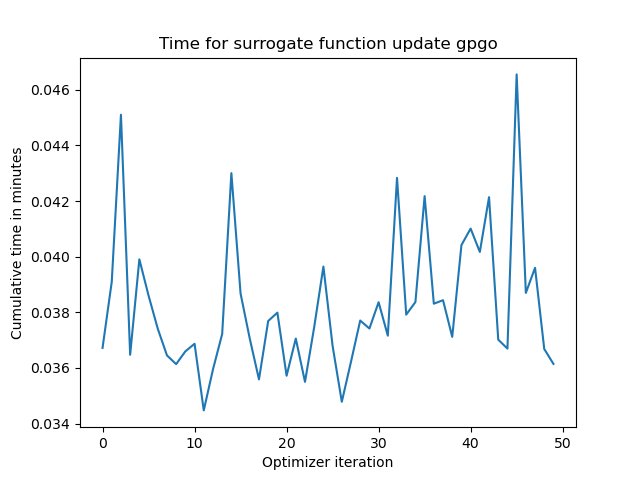 Time for surrogate function update gpgo
0.046
0.044
0.042
0.040
0.038
0.036
0.034
Cumulative time in minutes
0 10 20 30 40 50
Optimizer iteration